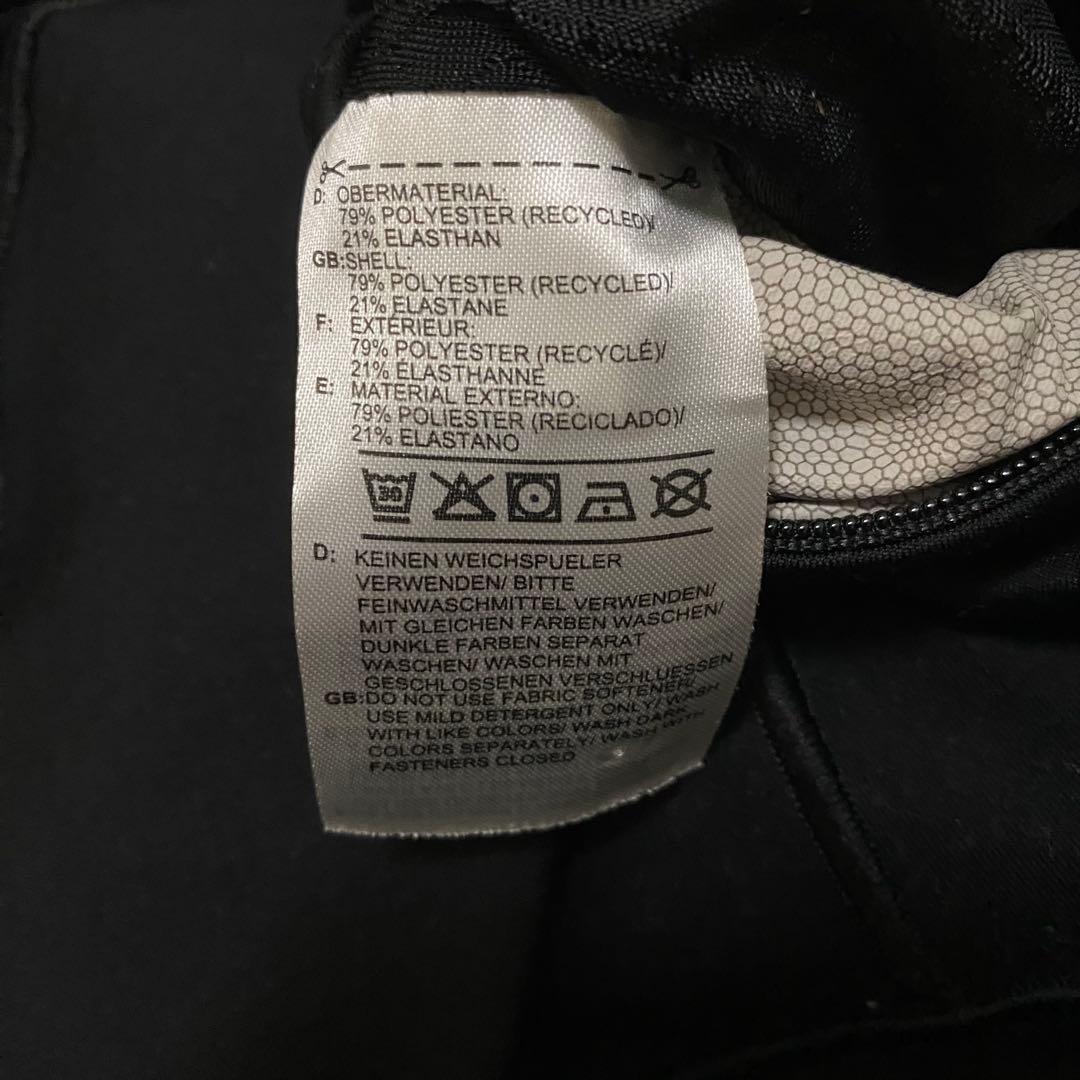 D: OBERMATERIAL:
79% POLYESTER (RECYCLED)/
21% ELASTHAN
GB:SHELL:
79% POLYESTER (RECYCLED)/
21% ELASTANE
F: EXTÉRIEUR:
79% POLYESTER (RECYCLÉ)/
21% ELASTHANNE
E: MATERIAL EXTERNO:
79% POLIESTER (RECICLADO)/
21% ELASTANO
30
D: KEINEN WEICHSPUELER
VERWENDEN/ BITTE
FEINWASCHMITTEL VERWENDEN/
MIT GLEICHEN FARBEN WASCHEN/
DUNKLE FARBEN SEPARAT
WASCHEN/ WASCHEN MIT
GESCHLOSSENEN VERSCHLUESSEN
GB:DO NOT USE FABRIC SOFTENER/
USE MILD DETERGENT ONLY/ WASH
WITH LIKE COLORS/ WASH DARK
COLORS SEPARATELY/ WASH WITH
FASTENERS CLOSED